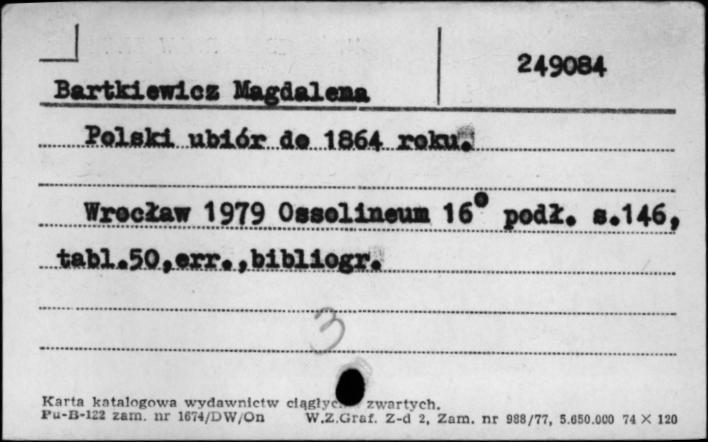 249084
Bartkiewicz Magdalena
Polski ubiór do 1864 roku.
Wrocław 1979 Ossolineum 16° podł. s.146,
tabl.50,err.,bibliogr.
3
Karta katalogowa wydawnictw zwartych.
Pu-B-122 zam. nr 1674/DW/On W.Z.Graf. Z-d 2, Zam. nr 988/77, 5.650.000 74 × 120